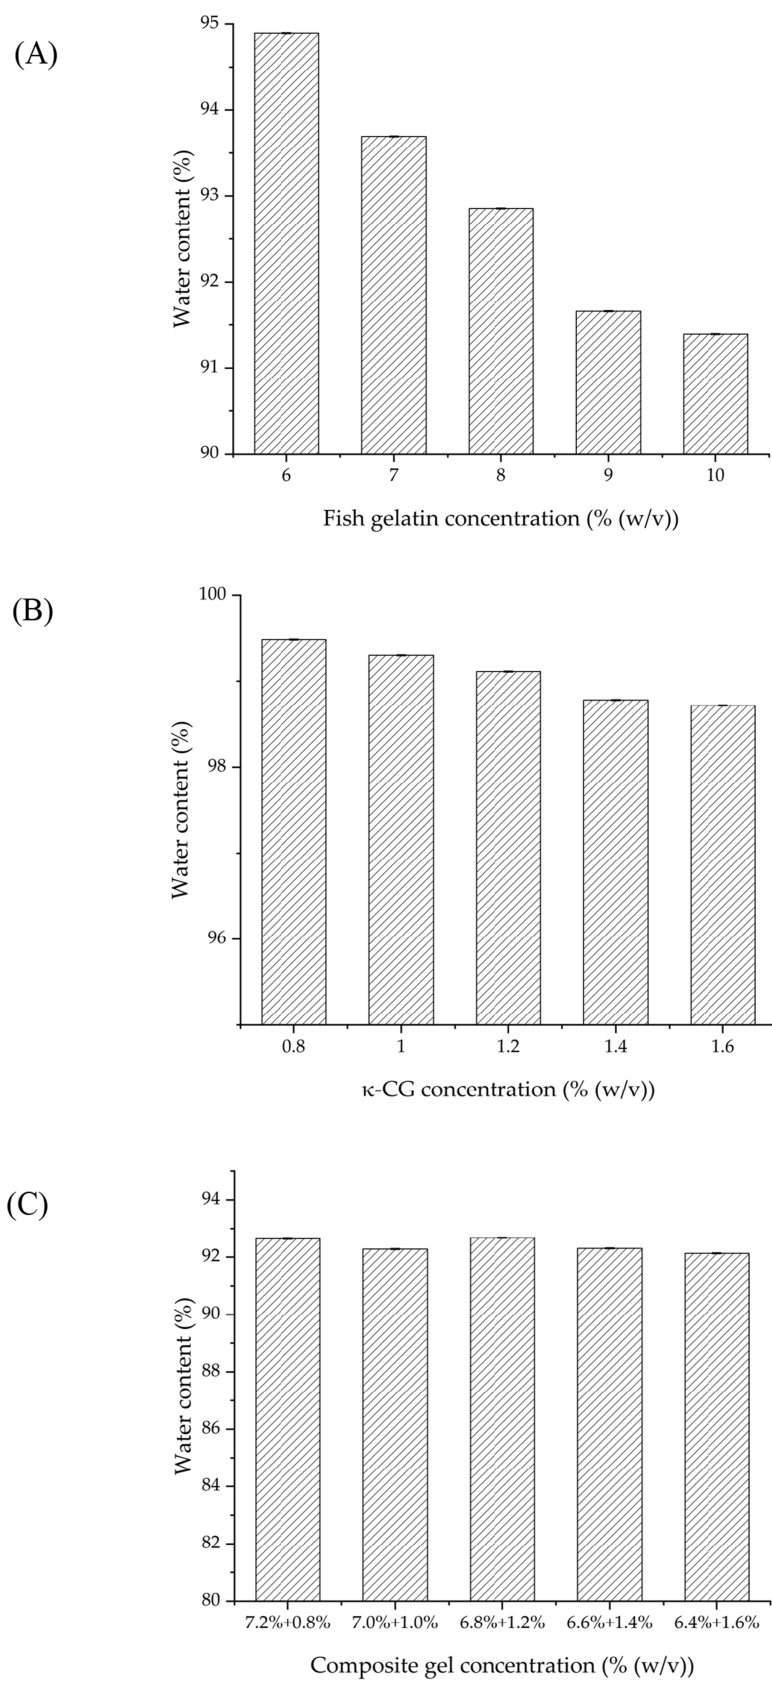 (A)
Water content (%)
95
94
93
92
91
90
6 7 8 9 10
Fish gelatin concentration (% (w/v))
(B)
Water content (%)
100
98
96
0.8 1 1.2 1.4 1.6
κ-CG concentration (% (w/v))
(C)
Water content (%)
94
92
90
88
86
84
82
80
7.2%+0.8% 7.0%+1.0% 6.8%+1.2% 6.6%+1.4% 6.4%+1.6%
Composite gel concentration (% (w/v))